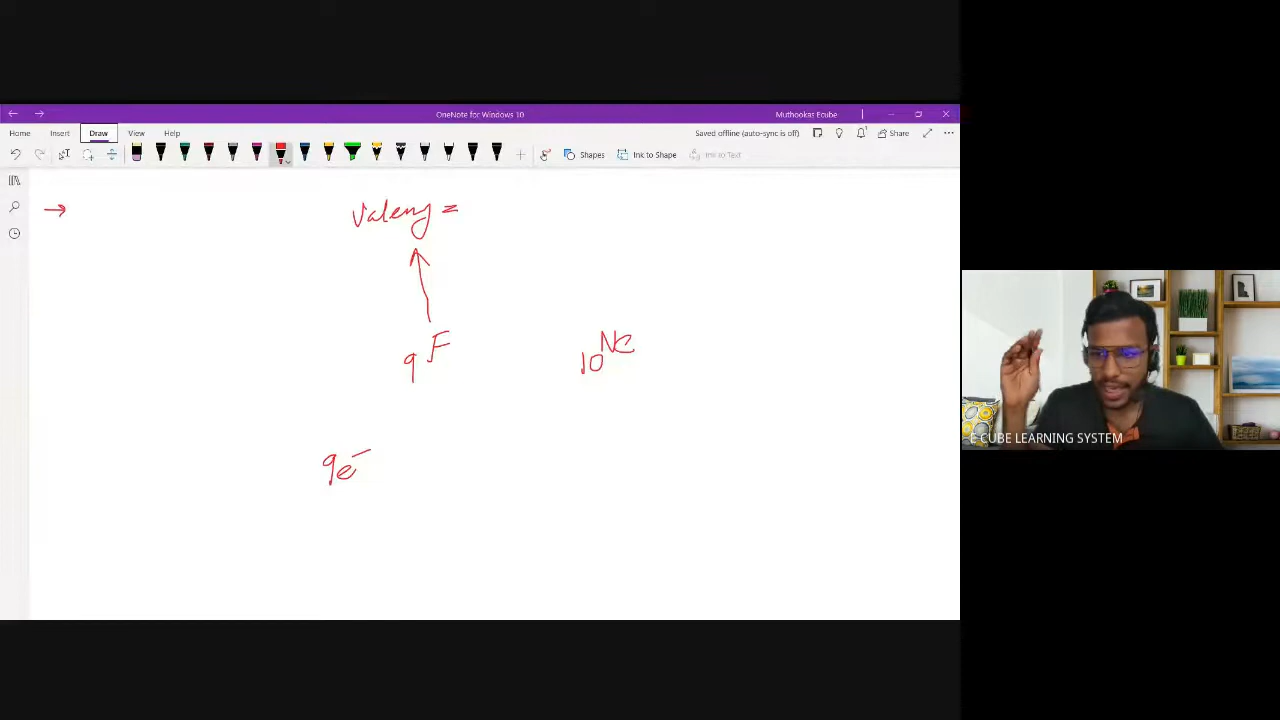 OneNote for Windows 10
Muthookas Ecube
Home Insert Draw View Help
Saved offline (auto-sync is off)
Share
Shapes
Ink to Shape
Ink to Text
→ Valency =
9 F
10 Ne
9e⁻
E CUBE LEARNING SYSTEM